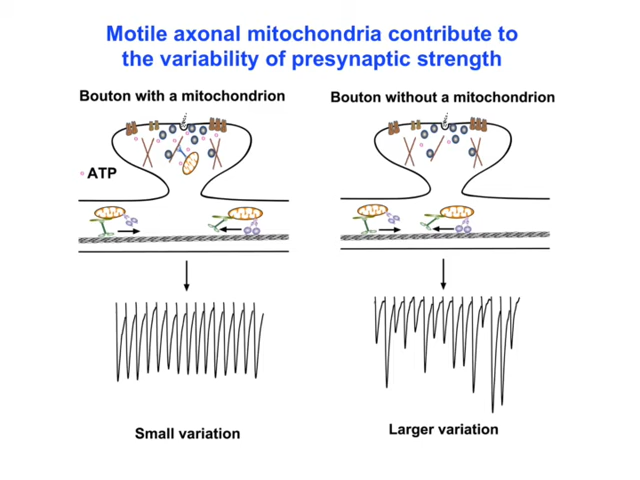 Motile axonal mitochondria contribute to
the variability of presynaptic strength
Bouton with a mitochondrion
Bouton without a mitochondrion
ATP
Small variation
Larger variation